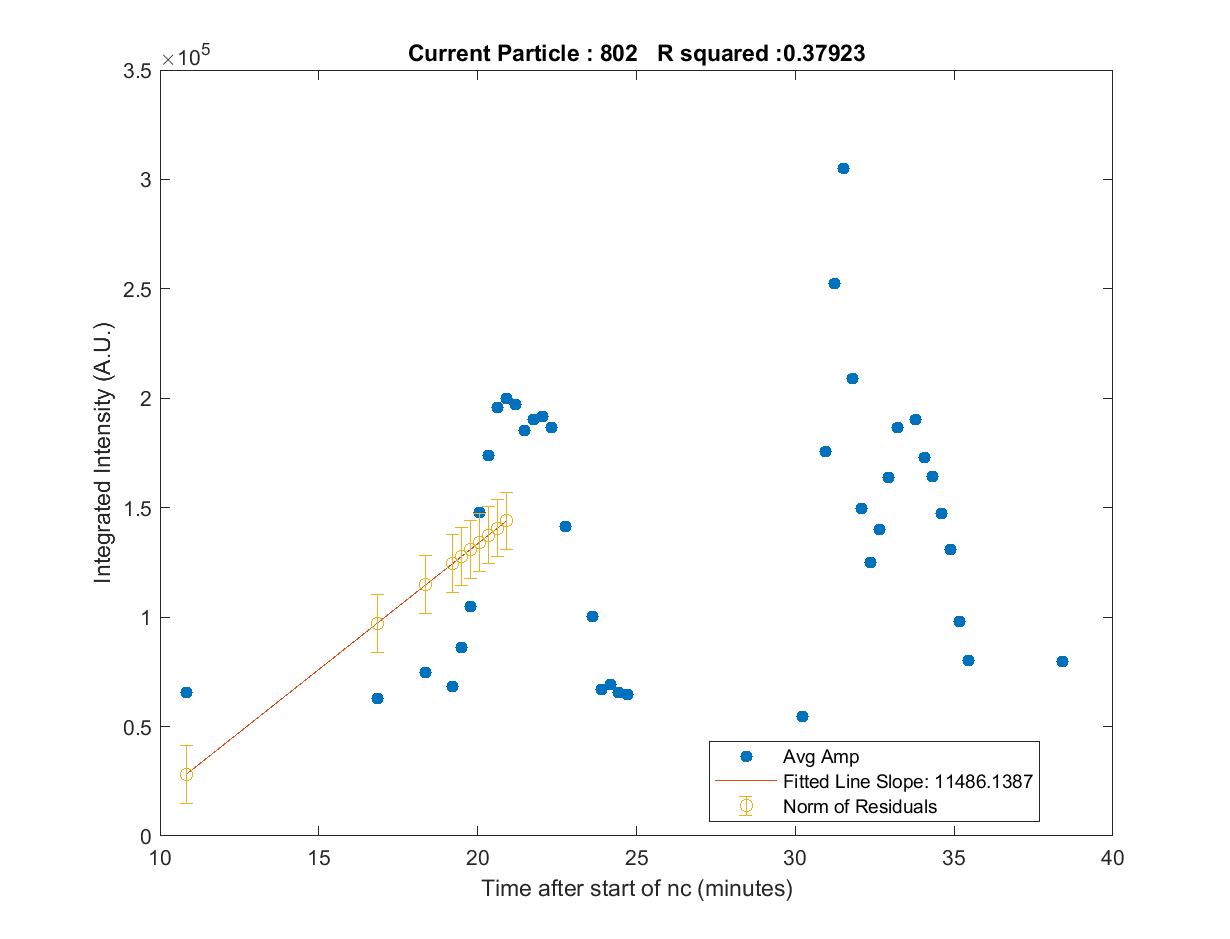 Current Particle : 802   R squared :0.37923
×10^5
3.5
3
2.5
2
1.5
1
0.5
0
10 15 20 25 30 35 40
Time after start of nc (minutes)
Integrated Intensity (A.U.)
Avg Amp
Fitted Line Slope: 11486.1387
Norm of Residuals